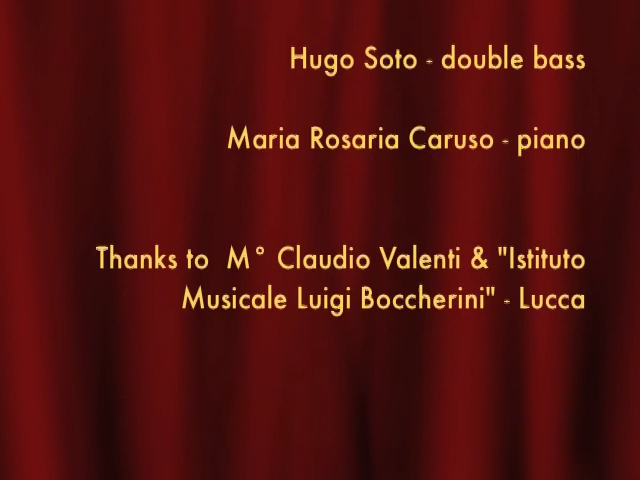 Hugo Soto - double bass
Maria Rosaria Caruso - piano
Thanks to  M° Claudio Valenti & "Istituto
Musicale Luigi Boccherini" - Lucca